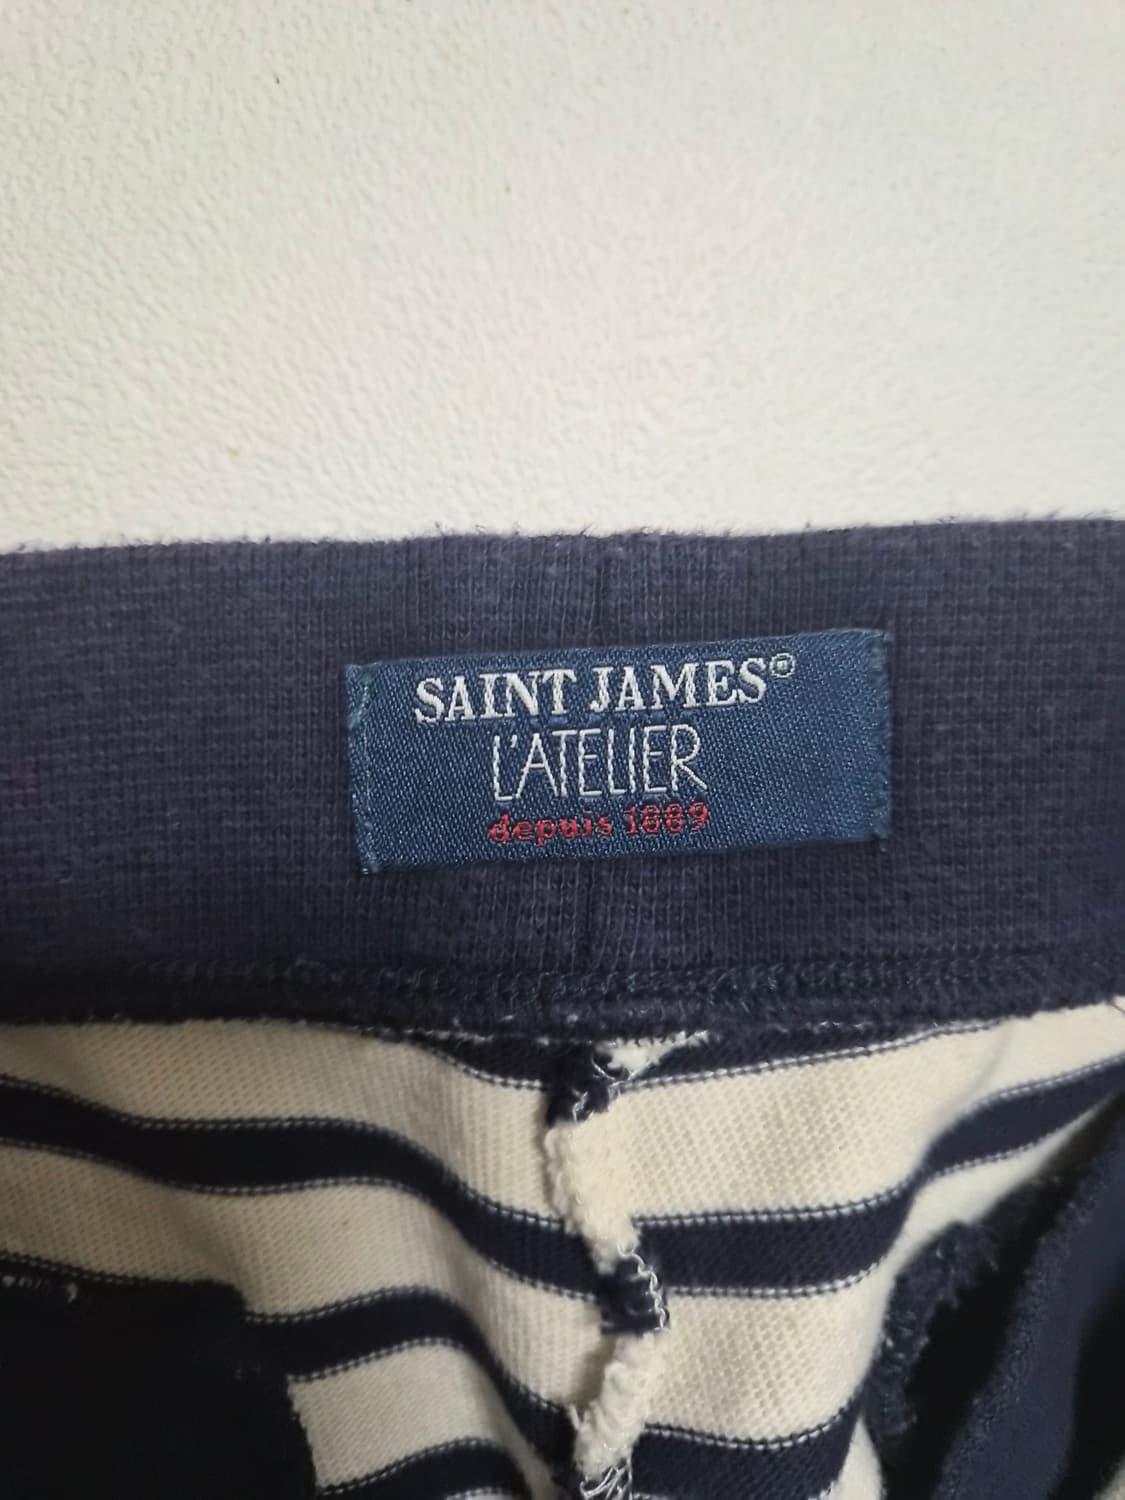 SAINT JAMES®
L'ATELIER
depuis 1889